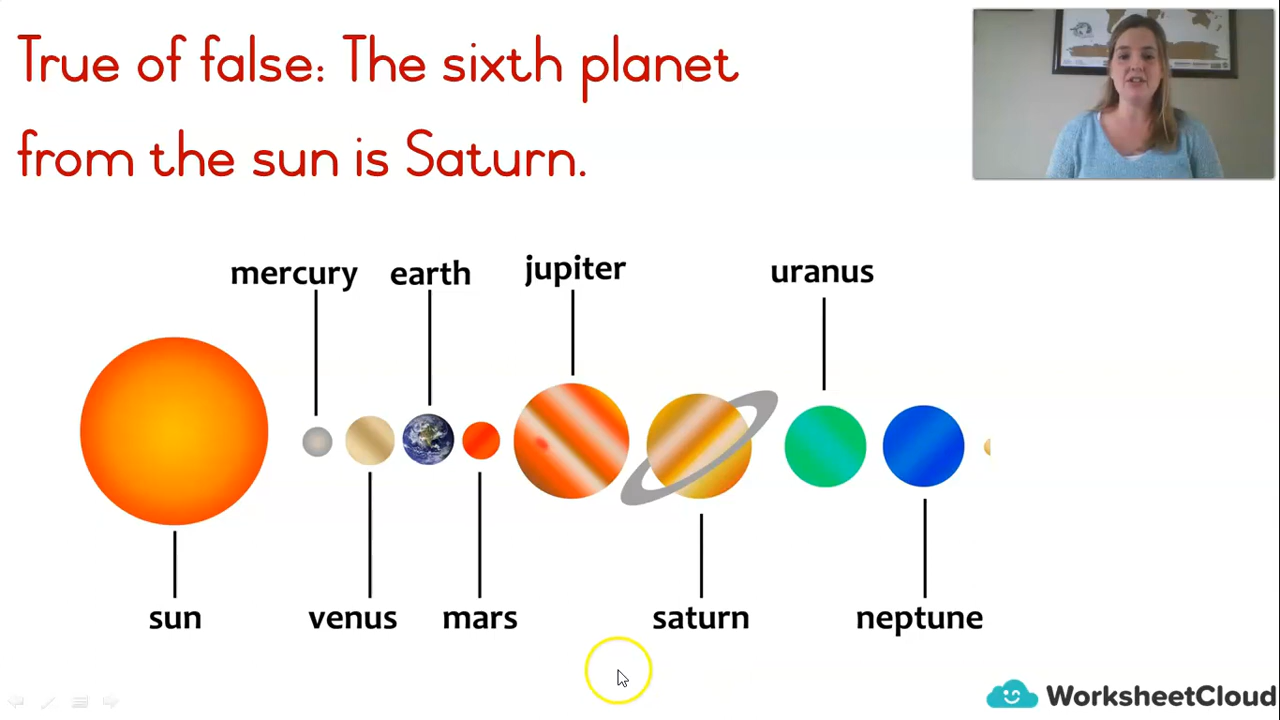 True of false: The sixth planet
from the sun is Saturn.
mercury earth jupiter uranus
sun venus mars saturn neptune
WorksheetCloud